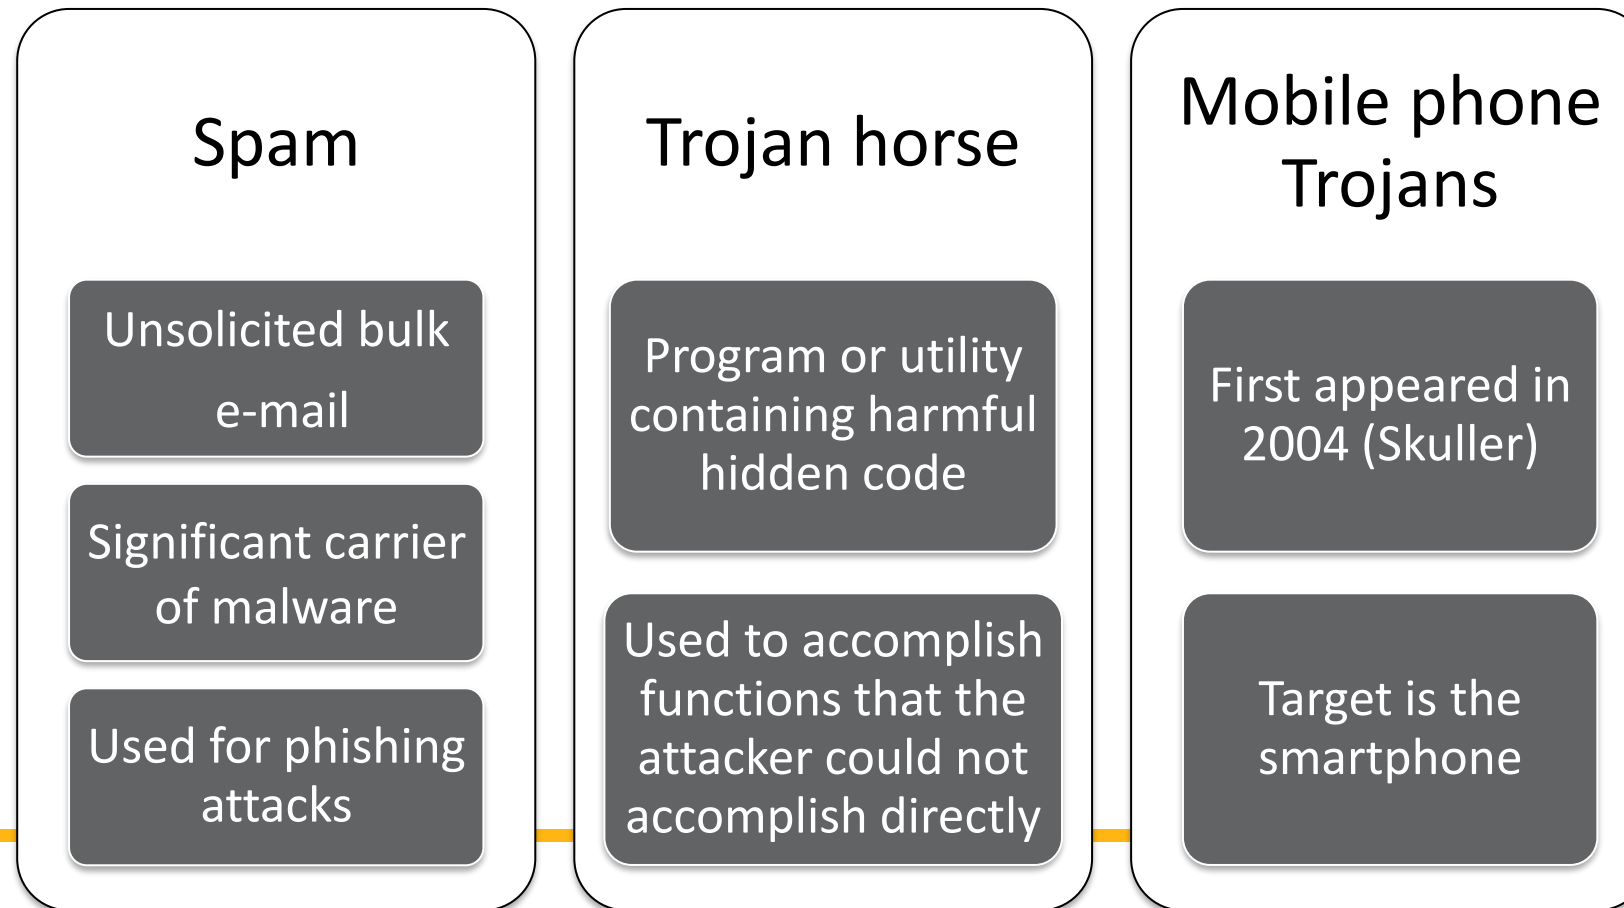 Spam
Unsolicited bulk
e-mail
Significant carrier
of malware
Used for phishing
attacks
Trojan horse
Program or utility
containing harmful
hidden code
Used to accomplish
functions that the
attacker could not
accomplish directly
Mobile phone
Trojans
First appeared in
2004 (Skuller)
Target is the
smartphone